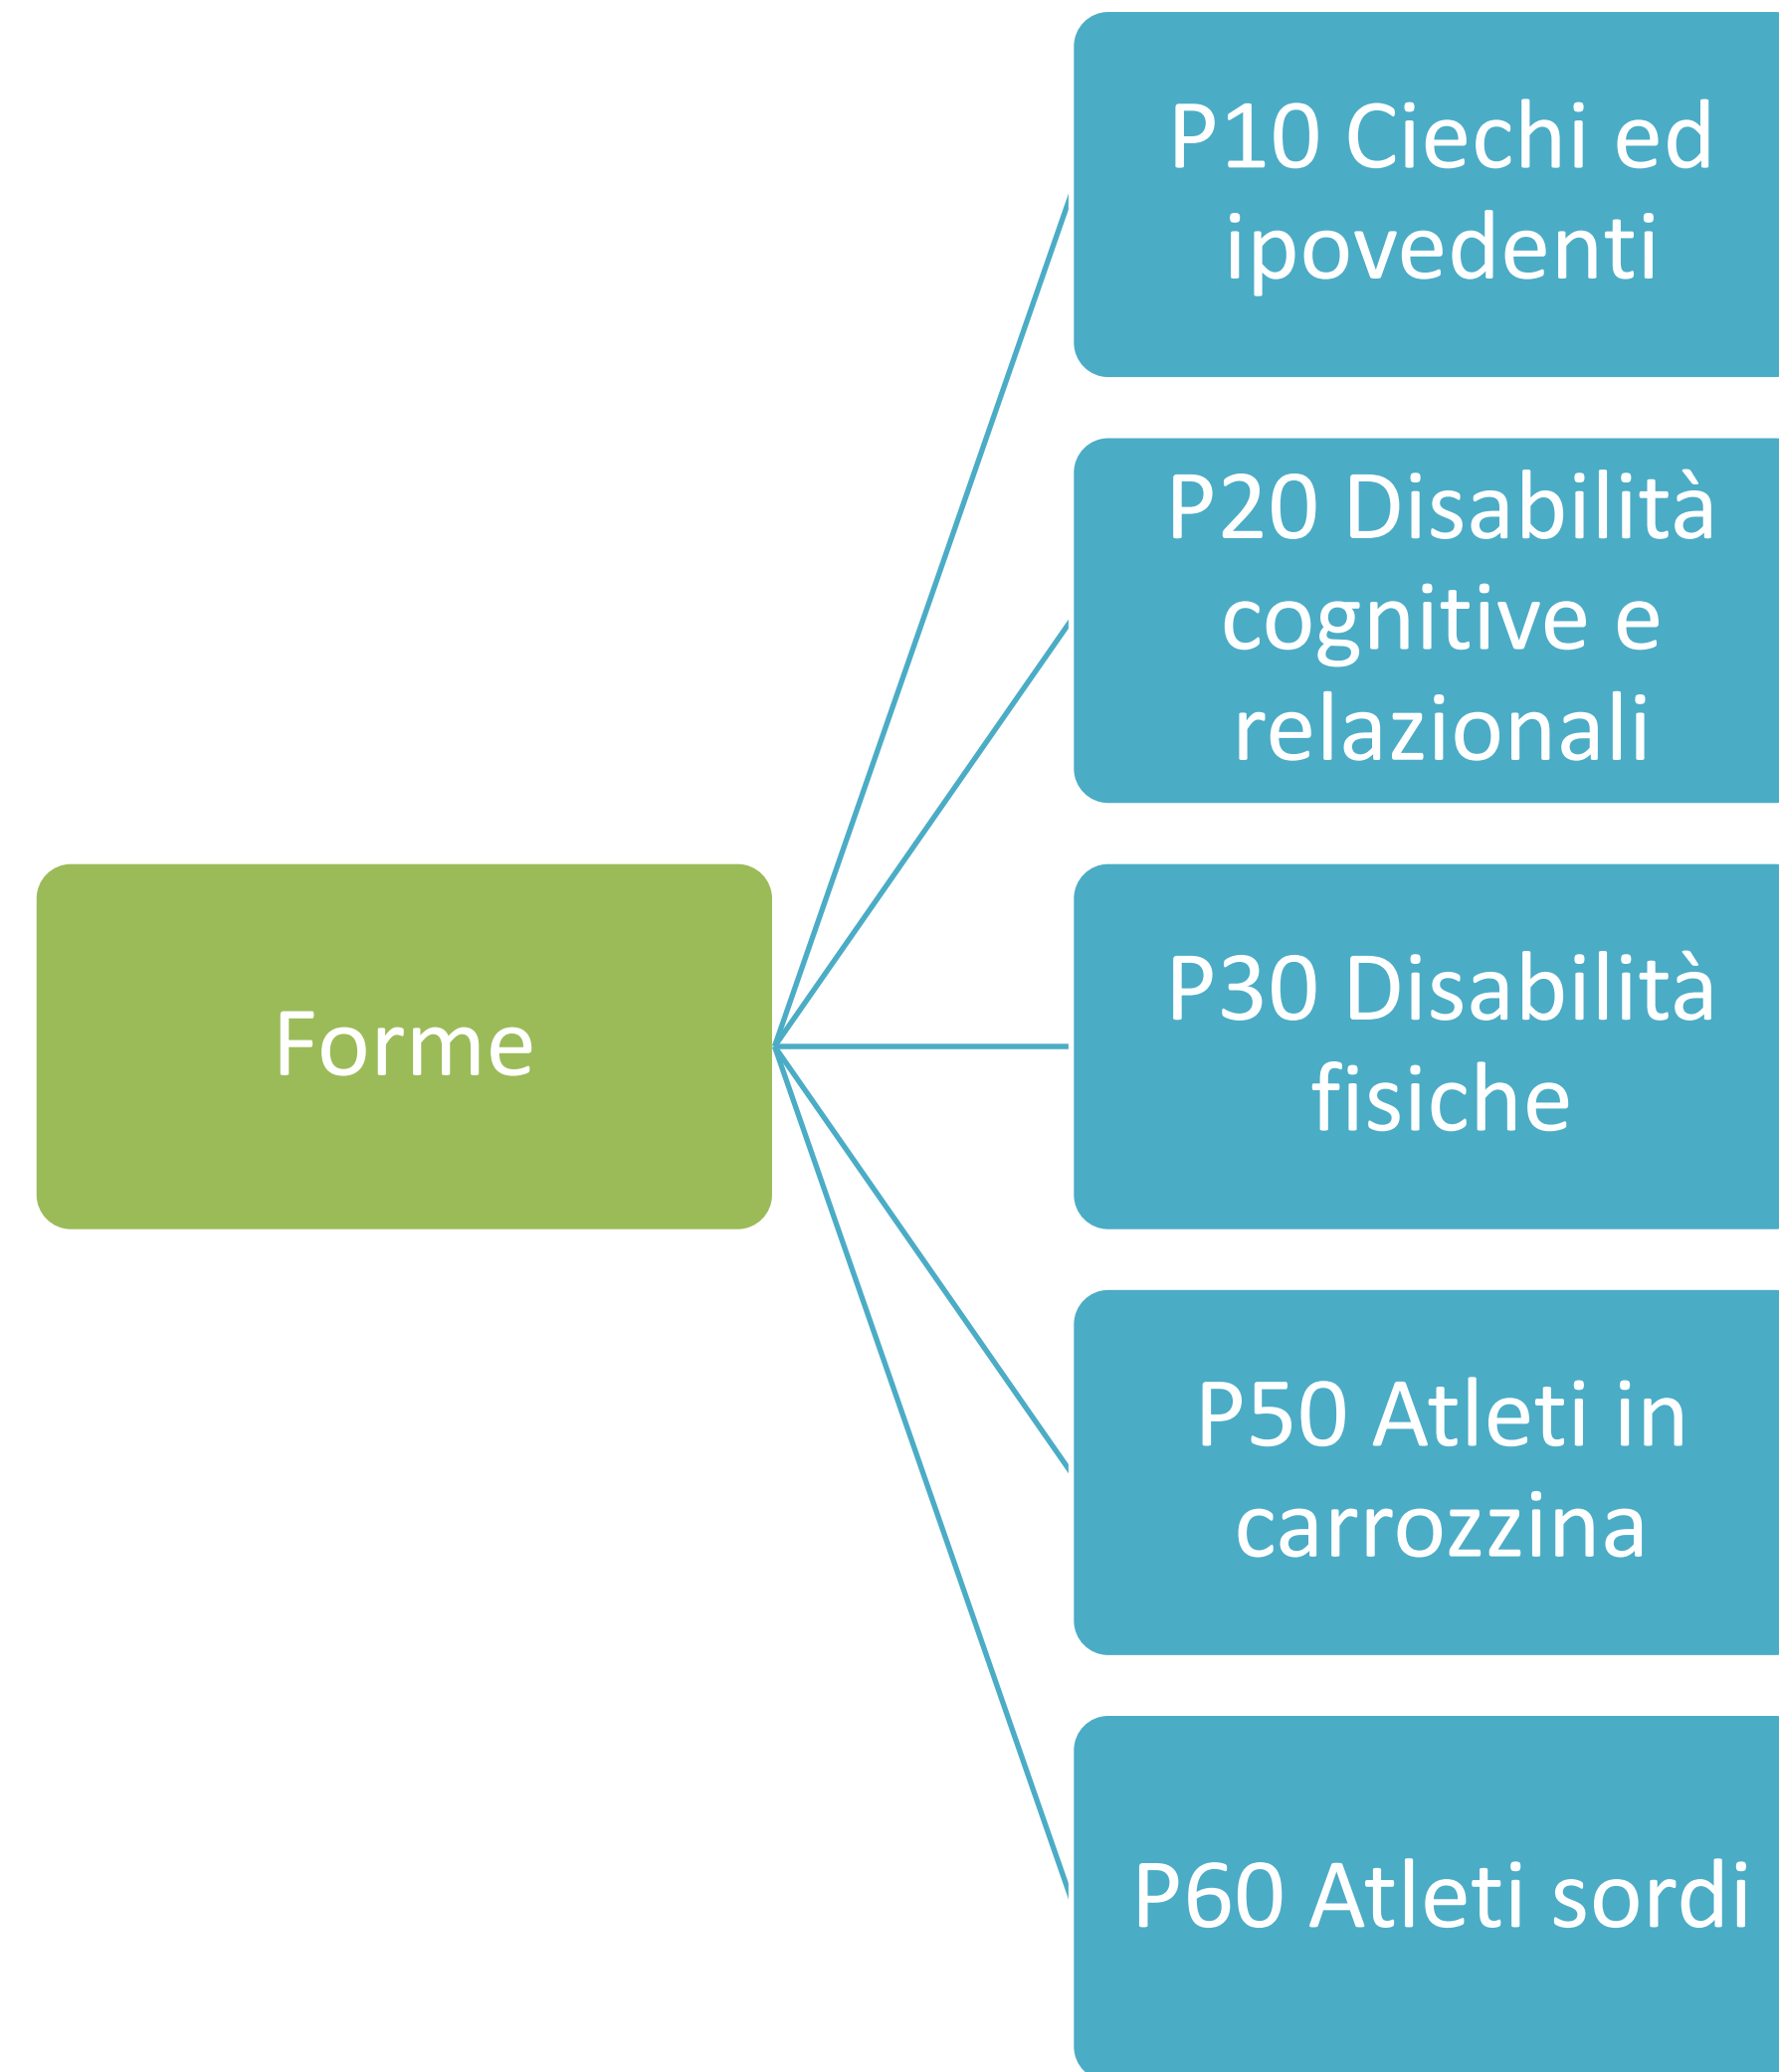 P10 Ciechi ed
ipovedenti
P20 Disabilità
cognitive e
relazionali
Forme
P30 Disabilità
fisiche
P50 Atleti in
carrozzina
P60 Atleti sordi